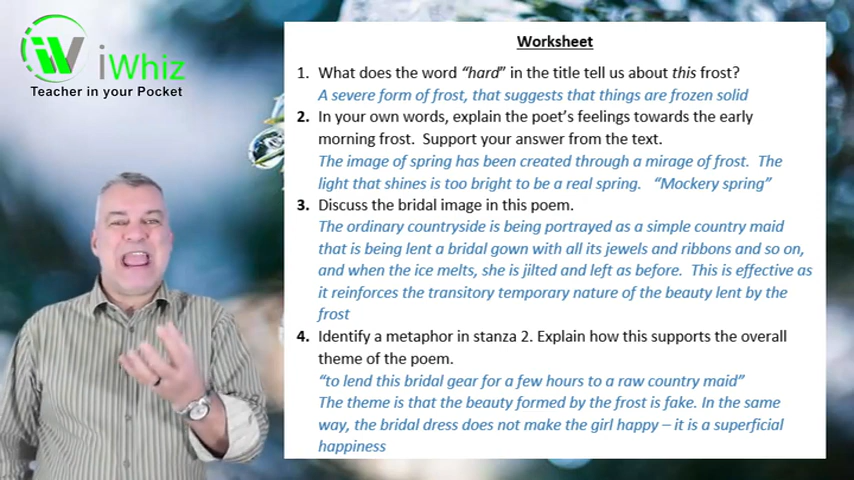 iWhiz
Teacher in your Pocket
Worksheet
1. What does the word "hard" in the title tell us about this frost?
A severe form of frost, that suggests that things are frozen solid
2. In your own words, explain the poet's feelings towards the early
morning frost. Support your answer from the text.
The image of spring has been created through a mirage of frost. The
light that shines is too bright to be a real spring. "Mockery spring"
3. Discuss the bridal image in this poem.
The ordinary countryside is being portrayed as a simple country maid
that is being lent a bridal gown with all its jewels and ribbons and so on,
and when the ice melts, she is jilted and left as before. This is effective as
it reinforces the transitory temporary nature of the beauty lent by the
frost
4. Identify a metaphor in stanza 2. Explain how this supports the overall
theme of the poem.
"to lend this bridal gear for a few hours to a raw country maid"
The theme is that the beauty formed by the frost is fake. In the same
way, the bridal dress does not make the girl happy – it is a superficial
happiness